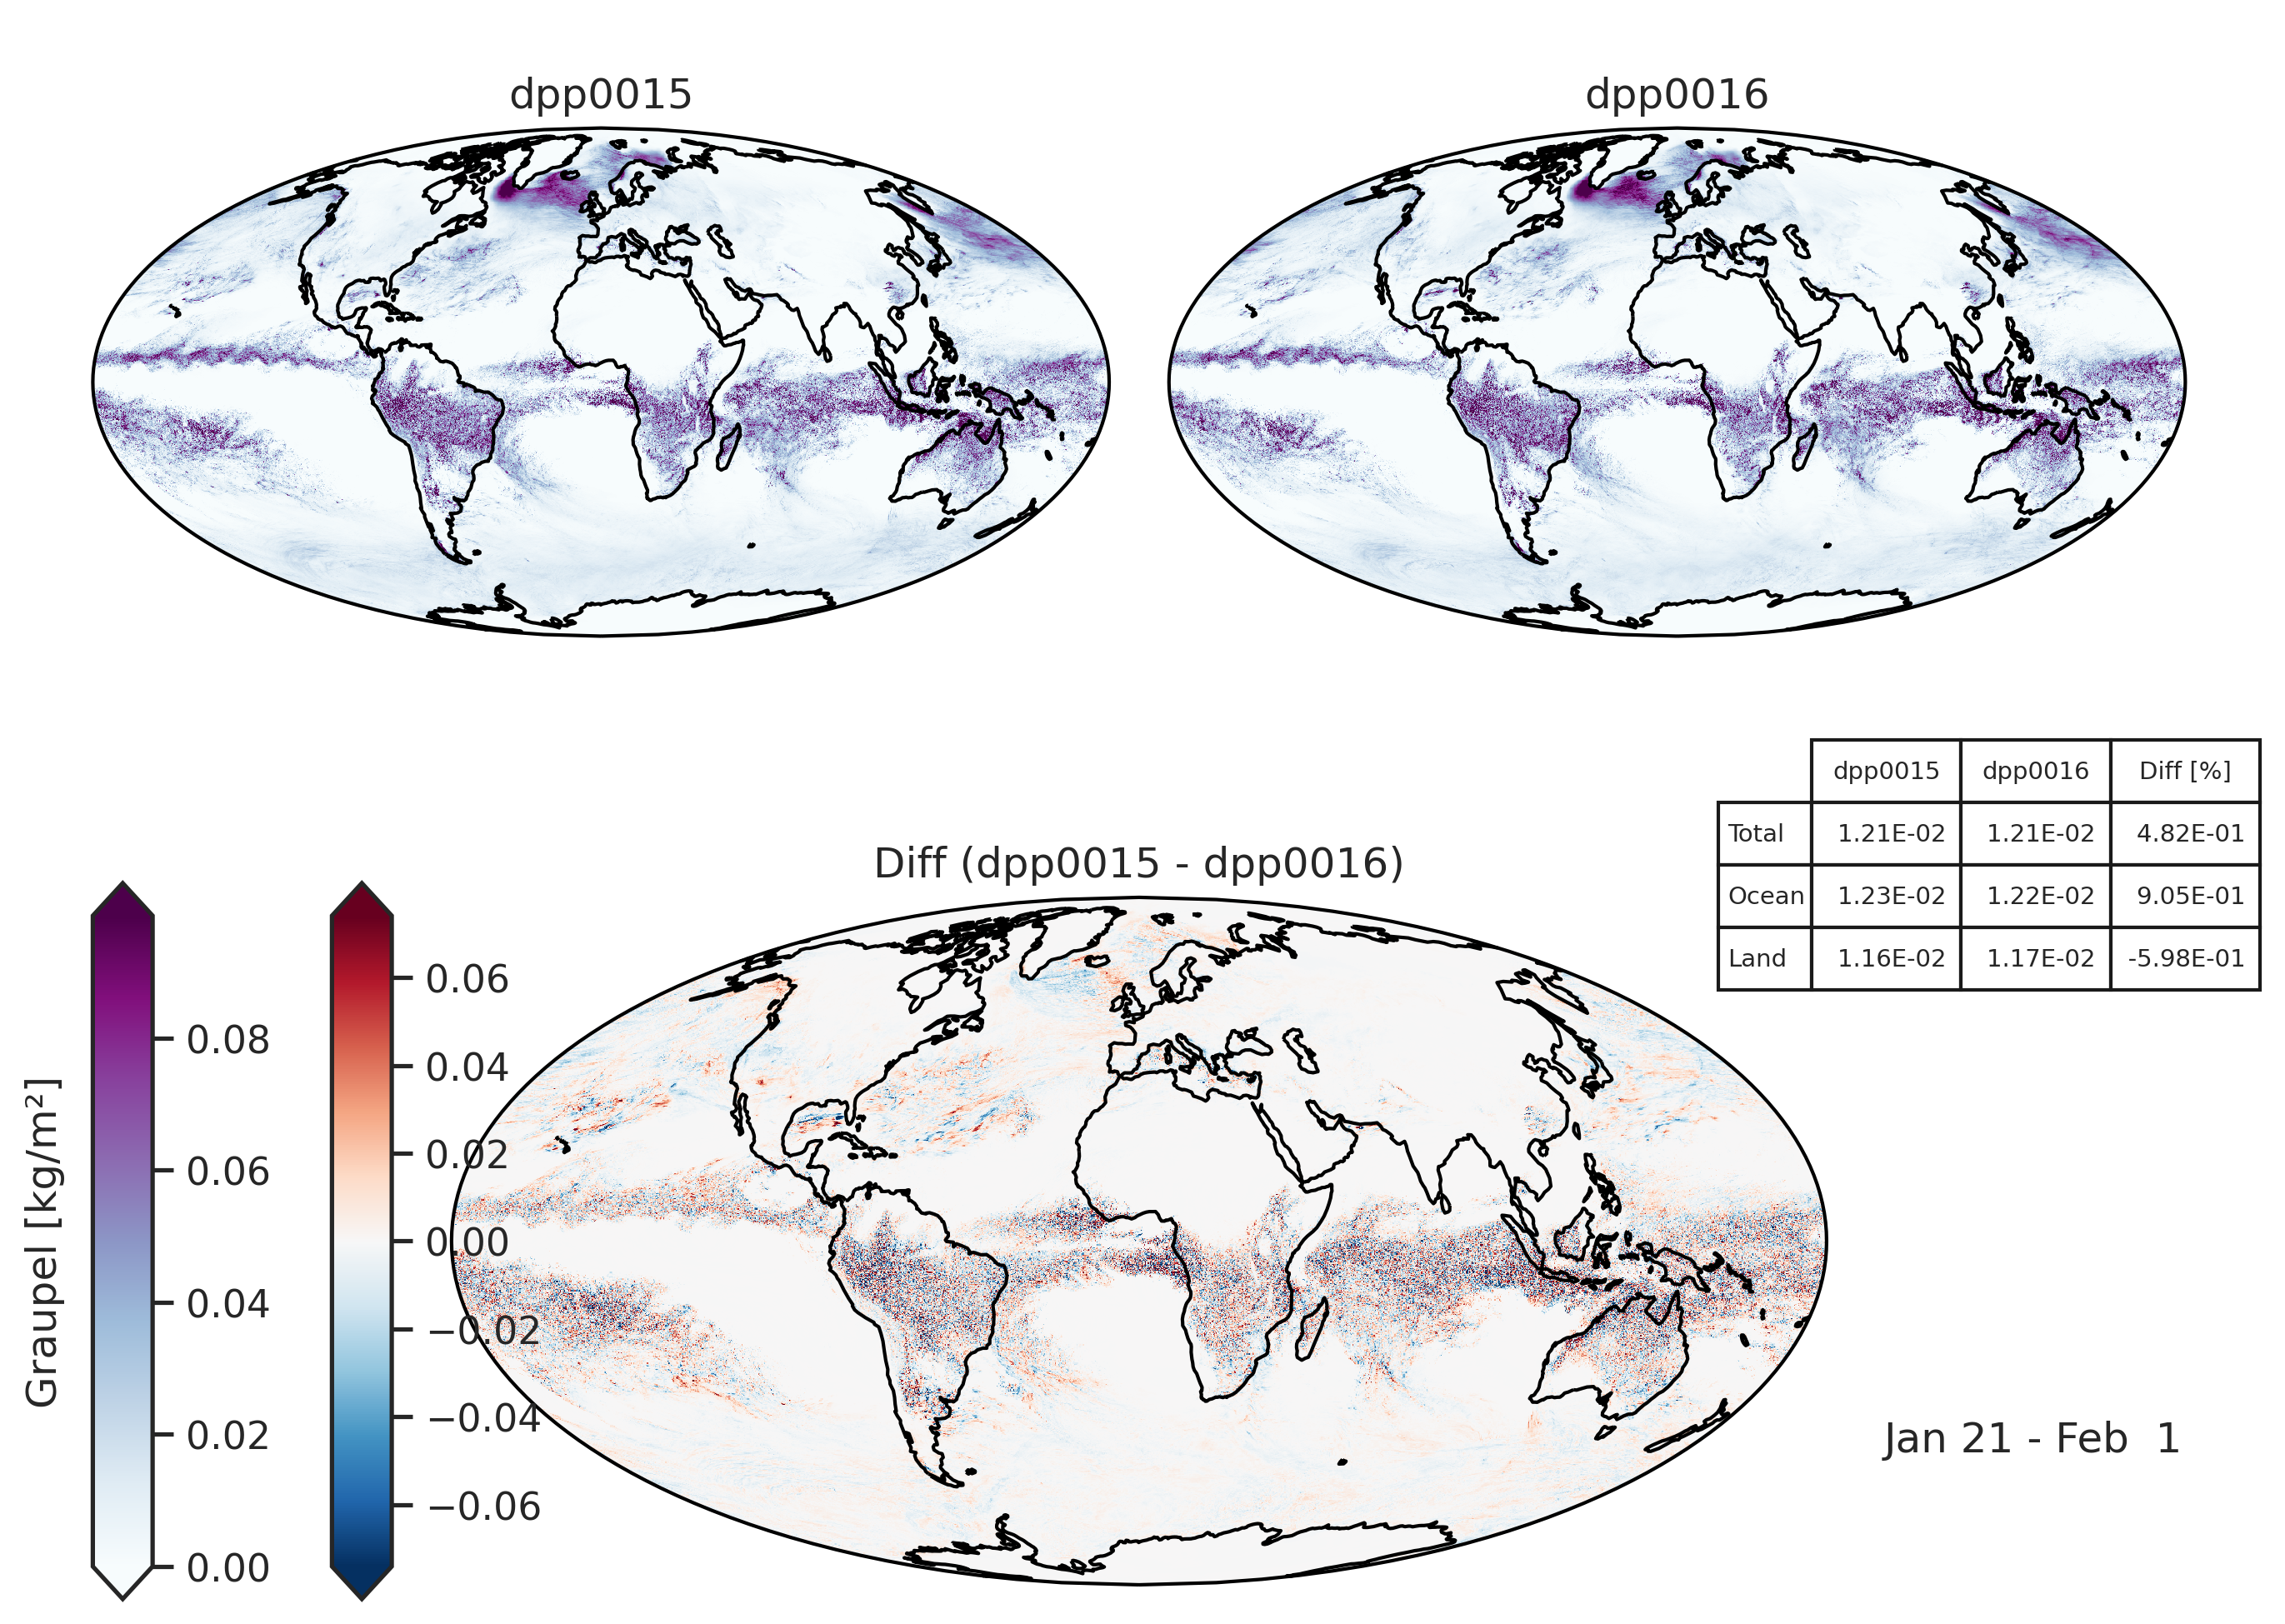 dpp0015
dpp0016
dpp0015 dpp0016 Diff [%]
Total 1.21E-02 1.21E-02 4.82E-01
Ocean 1.23E-02 1.22E-02 9.05E-01
Land 1.16E-02 1.17E-02 -5.98E-01
Diff (dpp0015 - dpp0016)
Graupel [kg/m²]
0.08
0.06
0.04
0.02
0.00
0.06
0.04
0.02
0.00
−0.02
−0.04
−0.06
Jan 21 - Feb  1